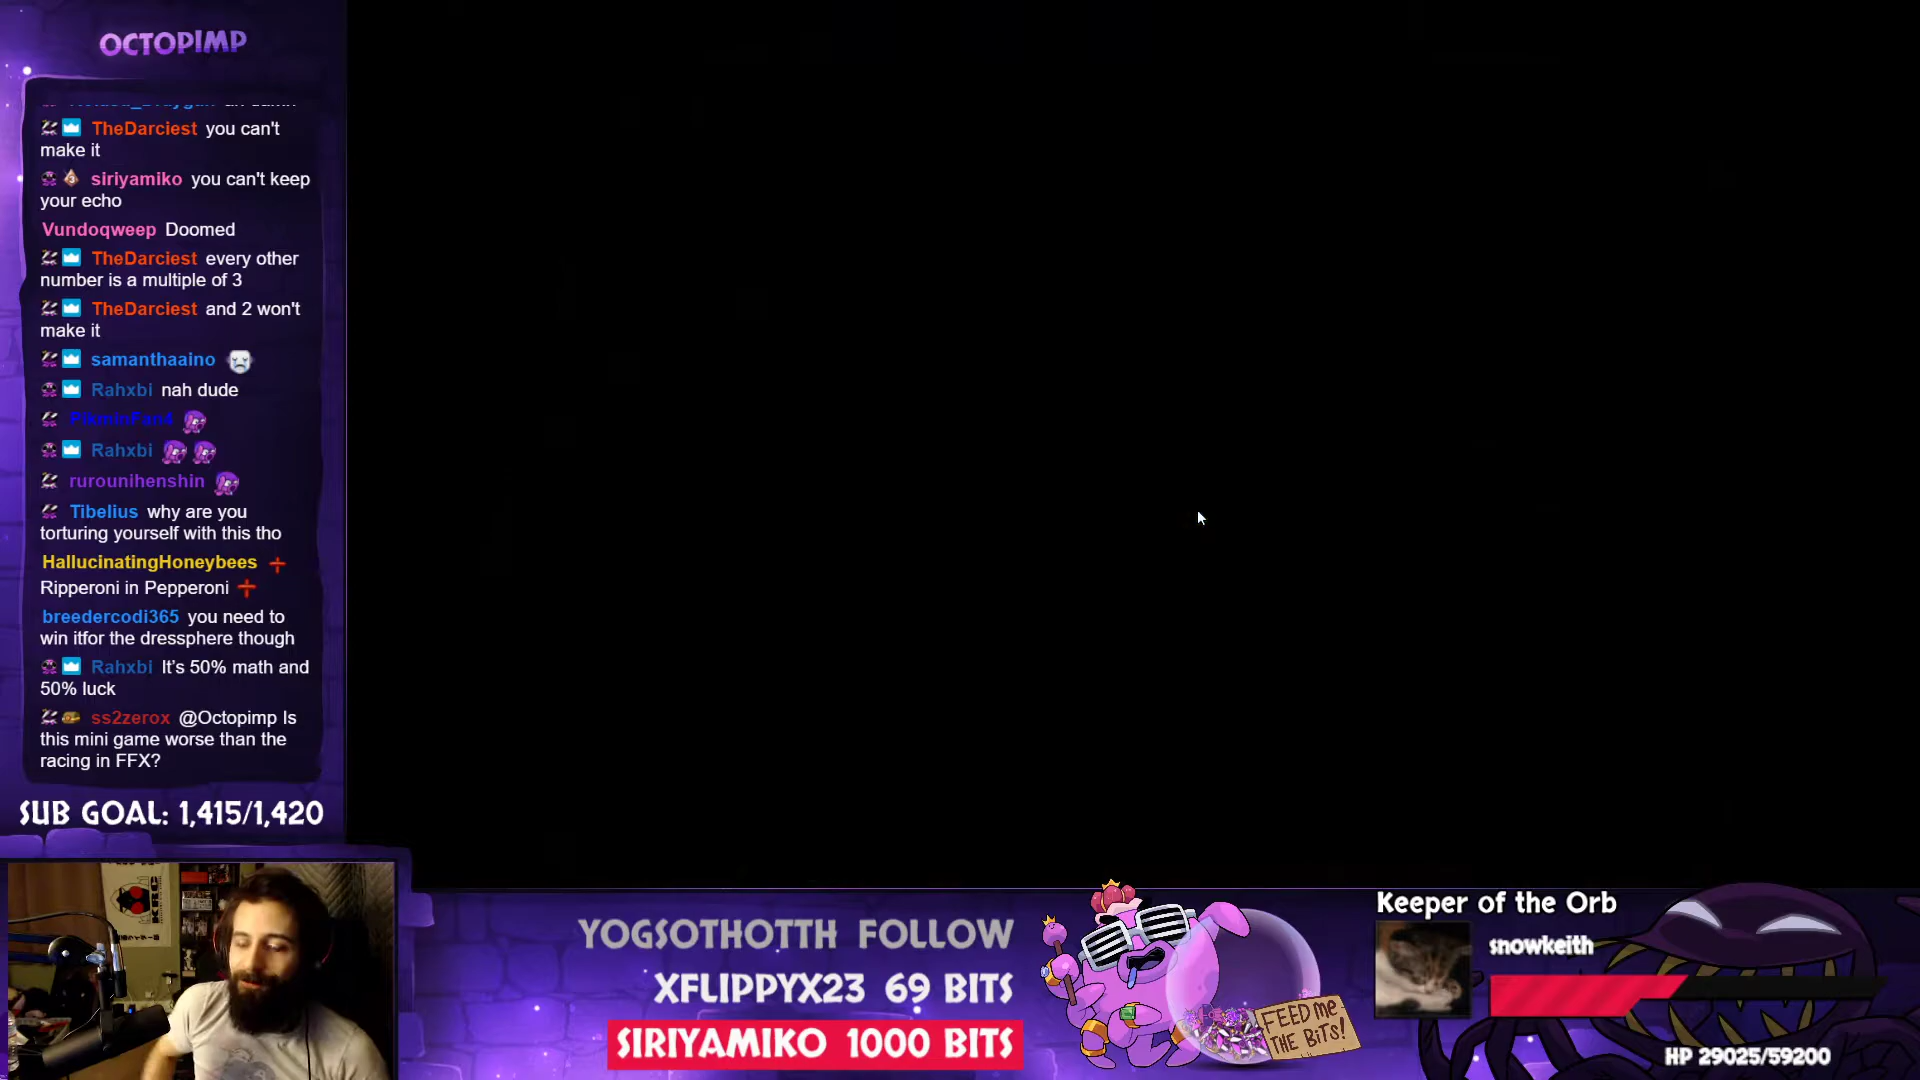 OCTOPIMP
TheDarciest you can't
make it
siriyamiko you can't keep
your echo
Vundoqweep Doomed
TheDarciest every other
number is a multiple of 3
TheDarciest and 2 won't
make it
samanthaaino
Rahxbi nah dude
PikminFan4
Rahxbi
rurounihenshin
Tibelius why are you
torturing yourself with this tho
HallucinatingHoneybees
Ripperoni in Pepperoni
breedercodi365 you need to
win itfor the dressphere though
Rahxbi It's 50% math and
50% luck
ss2zerox @Octopimp Is
this mini game worse than the
racing in FFX?
SUB GOAL: 1,415/1,420
YOGSOTHOTTH FOLLOW
XFLIPPYX23 69 BITS
SIRIYAMIKO 1000 BITS
FEED ME
THE BiTS!
Keeper of the Orb
snowkeith
HP 29025/59200